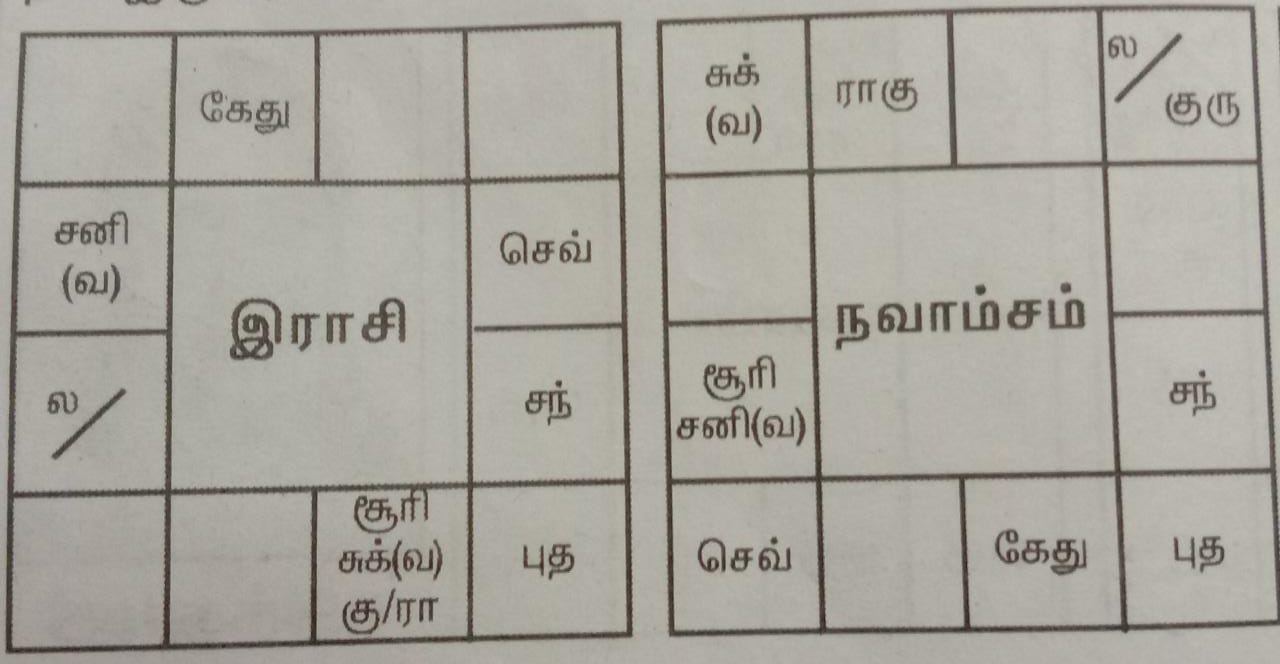 கேது
சனி
(வ)
செவ்
இராசி
ல/
சந்
சூரி
சுக்(வ)
கு/ரா
புத
சுக்
(வ)
ராகு
ல/
குரு
நவாம்சம்
சூரி
சனி(வ)
சந்
செவ்
கேது
புத